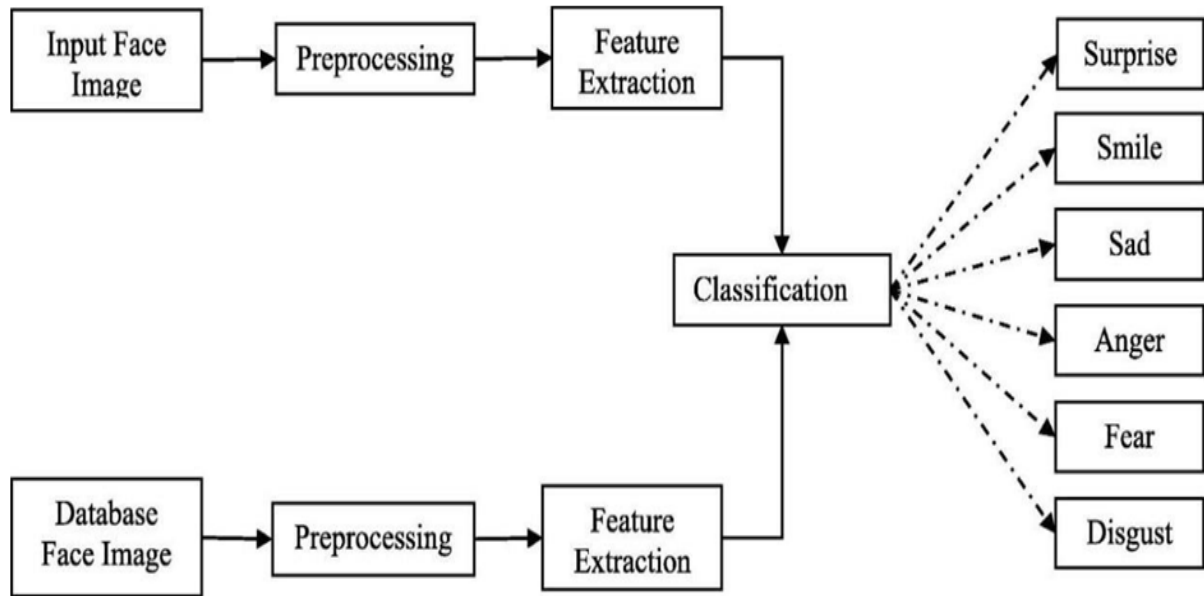 Input Face
Image
Preprocessing
Feature
Extraction
Surprise
Smile
Sad
Classification
Anger
Fear
Disgust
Database
Face Image
Preprocessing
Feature
Extraction